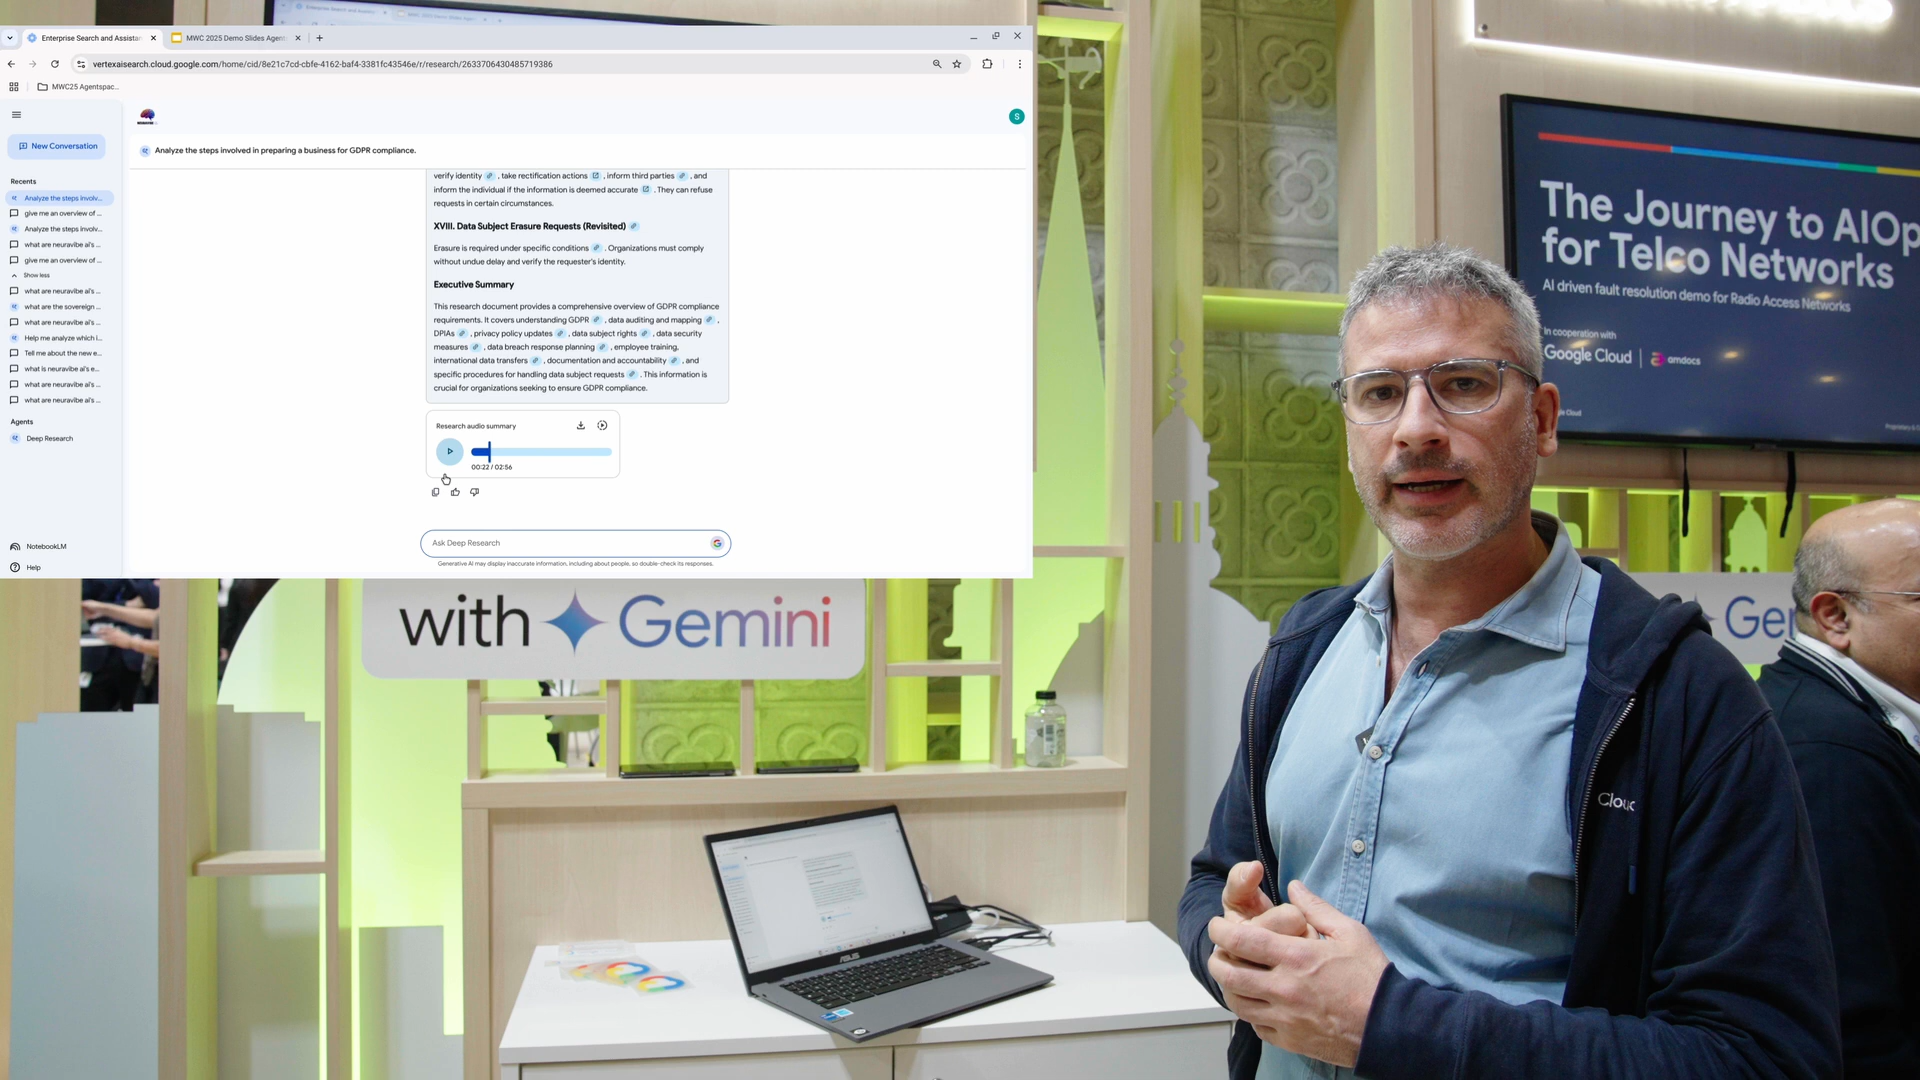 Enterprise Search and Assistan
MWC 2025 Demo Slides Agent
vertexaisearch.cloud.google.com/home/cid/8e21c7cd-cbfe-4162-baf4-3381fc43546e/r/research/2633706430485719386
MWC25 Agentspac...
S
New Conversation
Analyze the steps involved in preparing a business for GDPR compliance.
Recents
Analyze the steps involv...
give me an overview of ...
Analyze the steps involv...
what are neuravibe ai's ...
give me an overview of ...
Show less
what are neuravibe ai's ...
what are the sovereign ...
what are neuravibe ai's ...
Help me analyze which i...
Tell me about the new e...
what is neuravibe ai's e...
what are neuravibe ai's ...
what are neuravibe ai's ...
Agents
Deep Research
NotebookLM
Help
verify identity , take rectification actions , inform third parties , and
inform the individual if the information is deemed accurate . They can refuse
requests in certain circumstances.
XVIII. Data Subject Erasure Requests (Revisited)
Erasure is required under specific conditions . Organizations must comply
without undue delay and verify the requester's identity.
Executive Summary
This research document provides a comprehensive overview of GDPR compliance
requirements. It covers understanding GDPR , data auditing and mapping ,
DPIAs , privacy policy updates , data subject rights , data security
measures , data breach response planning , employee training,
international data transfers , documentation and accountability , and
specific procedures for handling data subject requests . This information is
crucial for organizations seeking to ensure GDPR compliance.
Research audio summary
00:22 / 02:56
Ask Deep Research
Generative AI may display inaccurate information, including about people, so double-check its responses.
The Journey to AIOp
for Telco Networks
AI driven fault resolution demo for Radio Access Networks
In cooperation with
Google Cloud | amdocs
with Gemini
Ge
Cloud
ASUS